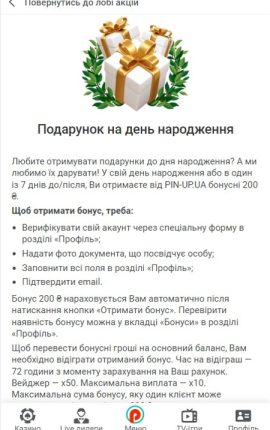 Повернутись до лобі акцій
Подарунок на день народження
Любите отримувати подарунки до дня народження? А ми
любимо їх дарувати! У свій день народження або в один
із 7 днів до/після, Ви отримаєте від PIN-UP.UA бонусні 200
₴.
Щоб отримати бонус, треба:
• Верифікувати свій акаунт через спеціальну форму в
розділі «Профіль»;
• Надати фото документа, що посвідчує особу;
• Заповнити всі поля в розділі «Профіль»;
• Підтвердити email.
Бонус 200 ₴ нараховується Вам автоматично після
натискання кнопки «Отримати бонус». Перевірити
наявність бонусу можна у вкладці «Бонуси» в розділі
«Профіль».
Щоб перевести бонусні гроші на основний баланс, Вам
необхідно відіграти отриманий бонус. Час на відіграш —
72 години з моменту зарахування на Ваш рахунок.
Вейджер — x50. Максимальна виплата — x10.
Максимальна сума бонусу, яку один клієнт може
Казино Live дилери Меню TV-ігри Профіль